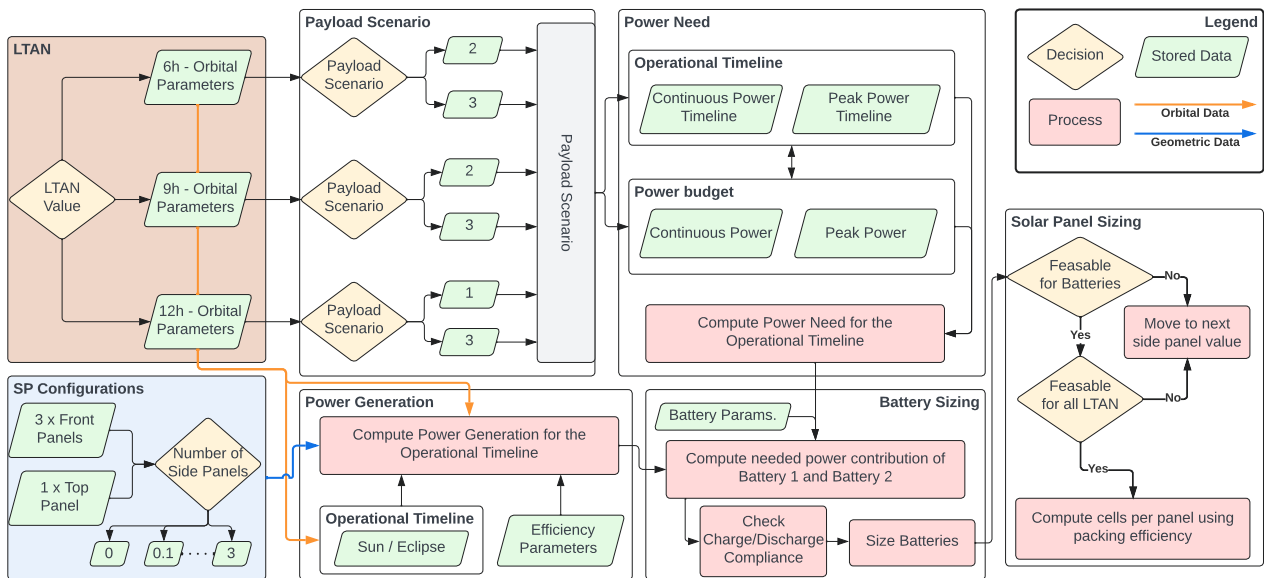 LTAN
6h - Orbital
Parameters
LTAN
Value
9h - Orbital
Parameters
12h - Orbital
Parameters
Payload Scenario
Payload
Scenario
2
3
Payload
Scenario
2
3
Payload
Scenario
1
3
Payload Scenario
Power Need
Operational Timeline
Continuous Power
Timeline
Peak Power
Timeline
Power budget
Continuous Power
Peak Power
Compute Power Need for the
Operational Timeline
Legend
Decision
Stored Data
Process
Orbital Data
Geometric Data
SP Configurations
3 x Front
Panels
1 x Top
Panel
Number of
Side Panels
0
0.1
3
Power Generation
Compute Power Generation for the
Operational Timeline
Operational Timeline
Sun / Eclipse
Efficiency
Parameters
Battery Sizing
Battery Params.
Compute needed power contribution of
Battery 1 and Battery 2
Check
Charge/Discharge
Compliance
Size Batteries
Solar Panel Sizing
Feasable
for Batteries
No
Move to next
side panel value
Yes
Feasable
for all LTAN
No
Yes
Compute cells per panel using
packing efficiency